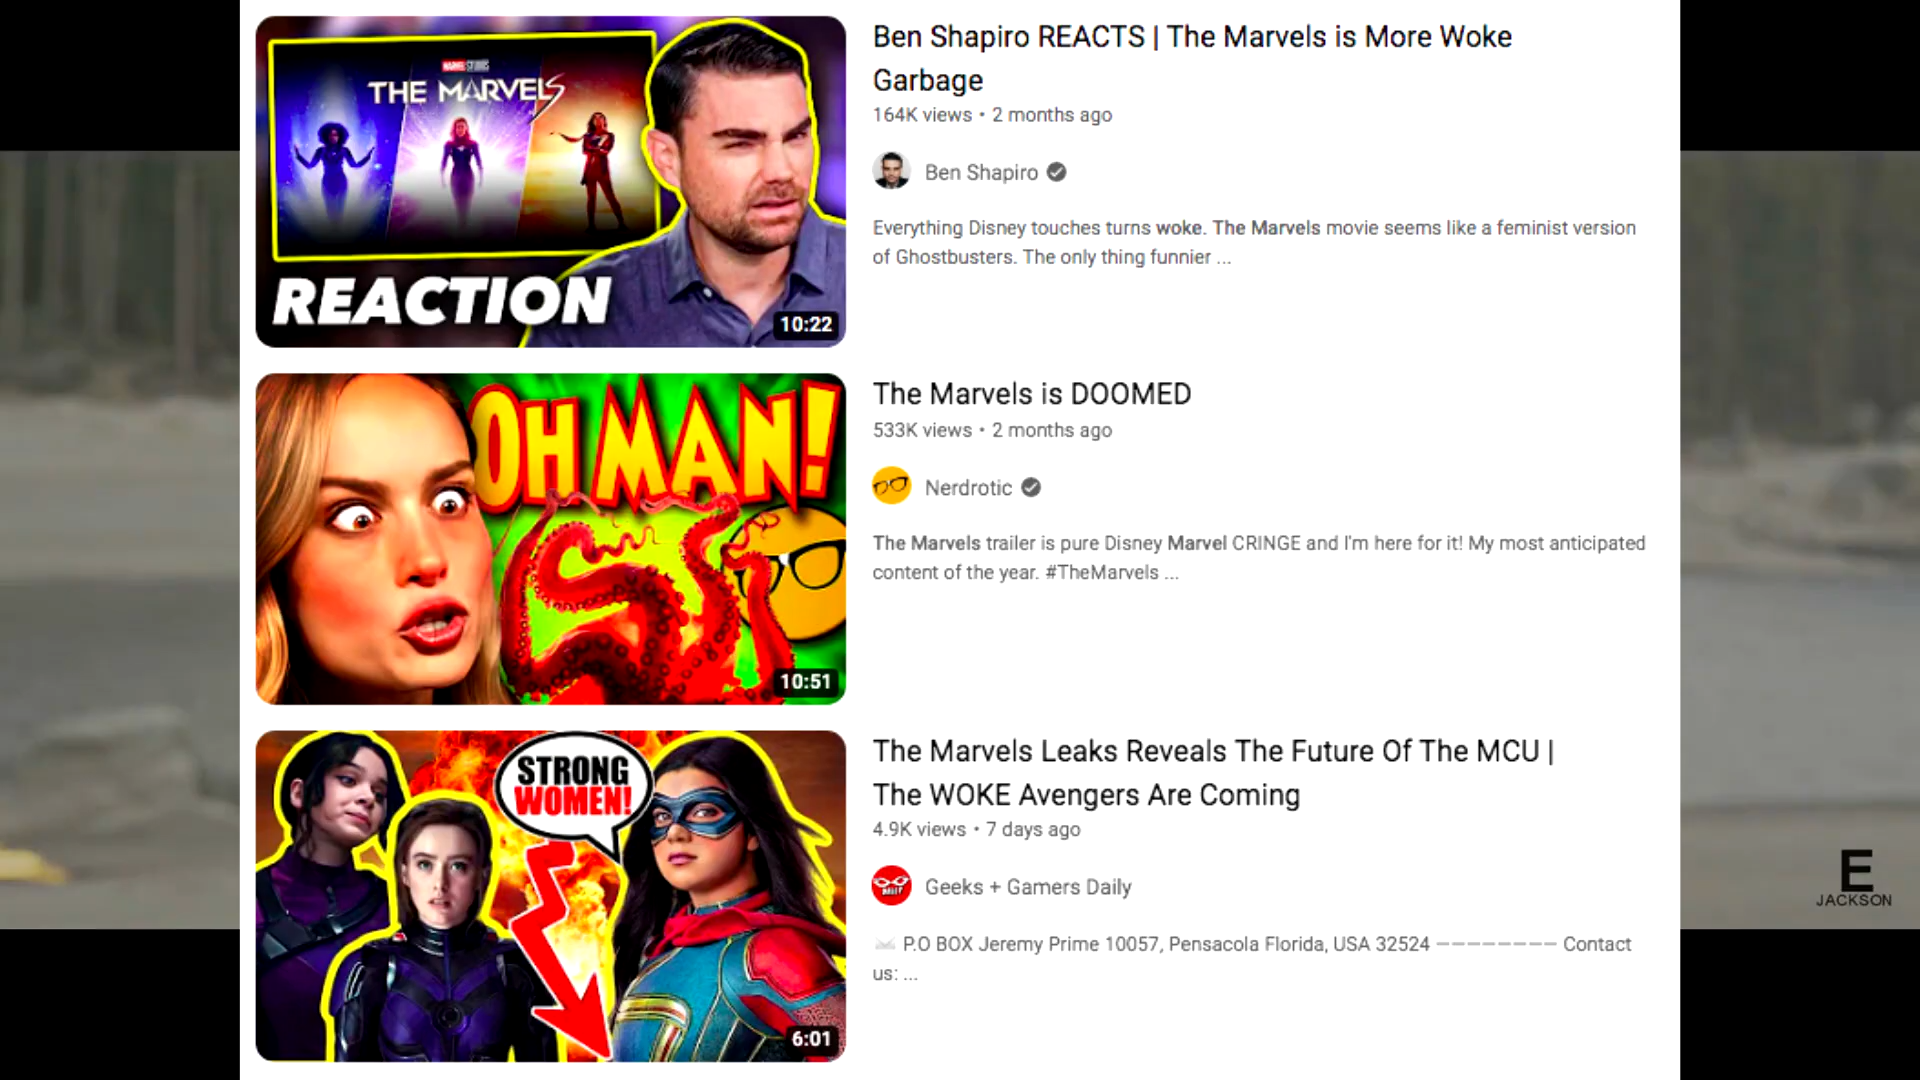 MARVEL STUDIOS
THE MARVELS
REACTION
10:22
Ben Shapiro REACTS | The Marvels is More Woke
Garbage
164K views • 2 months ago
Ben Shapiro
Everything Disney touches turns woke. The Marvels movie seems like a feminist version
of Ghostbusters. The only thing funnier ...
OH MAN!
10:51
The Marvels is DOOMED
533K views • 2 months ago
Nerdrotic
The Marvels trailer is pure Disney Marvel CRINGE and I'm here for it! My most anticipated
content of the year. #TheMarvels ...
STRONG
WOMEN!
6:01
The Marvels Leaks Reveals The Future Of The MCU |
The WOKE Avengers Are Coming
4.9K views • 7 days ago
DAILY
Geeks + Gamers Daily
P.O BOX Jeremy Prime 10057, Pensacola Florida, USA 32524 −−−−−−−−− Contact
us: ...
E
JACKSON